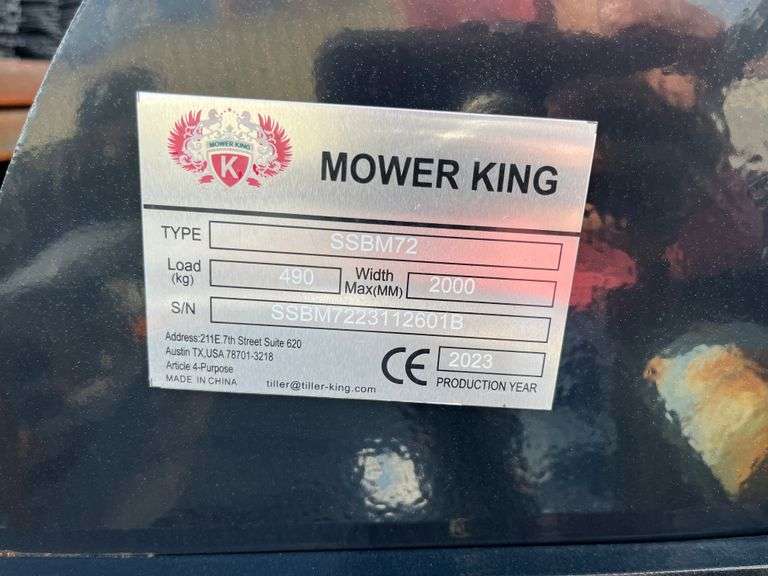 MOWER KING
K
MOWER KING
TYPE SSBM72
Load (kg) 490 Width Max(MM) 2000
S/N SSBM7223112601B
Address:211E.7th Street Suite 620
Austin TX,USA 78701-3218
Article 4-Purpose
MADE IN CHINA
tiller@tiller-king.com
CE 2023
PRODUCTION YEAR